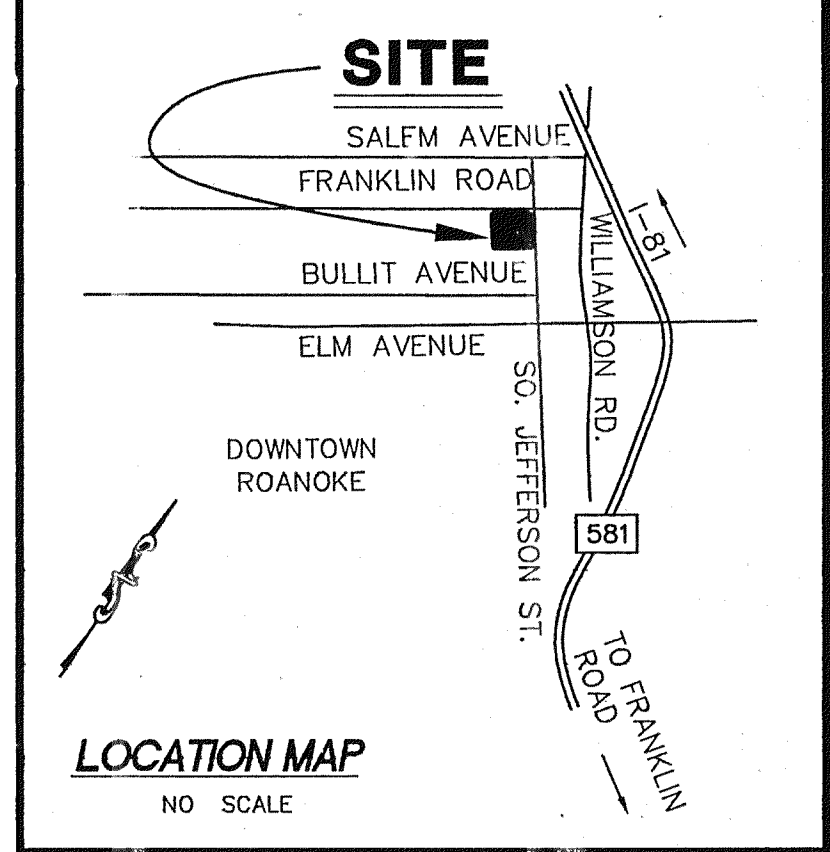 SITE
SALEM AVENUE
FRANKLIN ROAD
I-81
WILLIAMSON RD.
BULLIT AVENUE
ELM AVENUE
SO. JEFFERSON ST.
DOWNTOWN
ROANOKE
581
N
TO FRANKLIN
ROAD
LOCATION MAP
NO SCALE